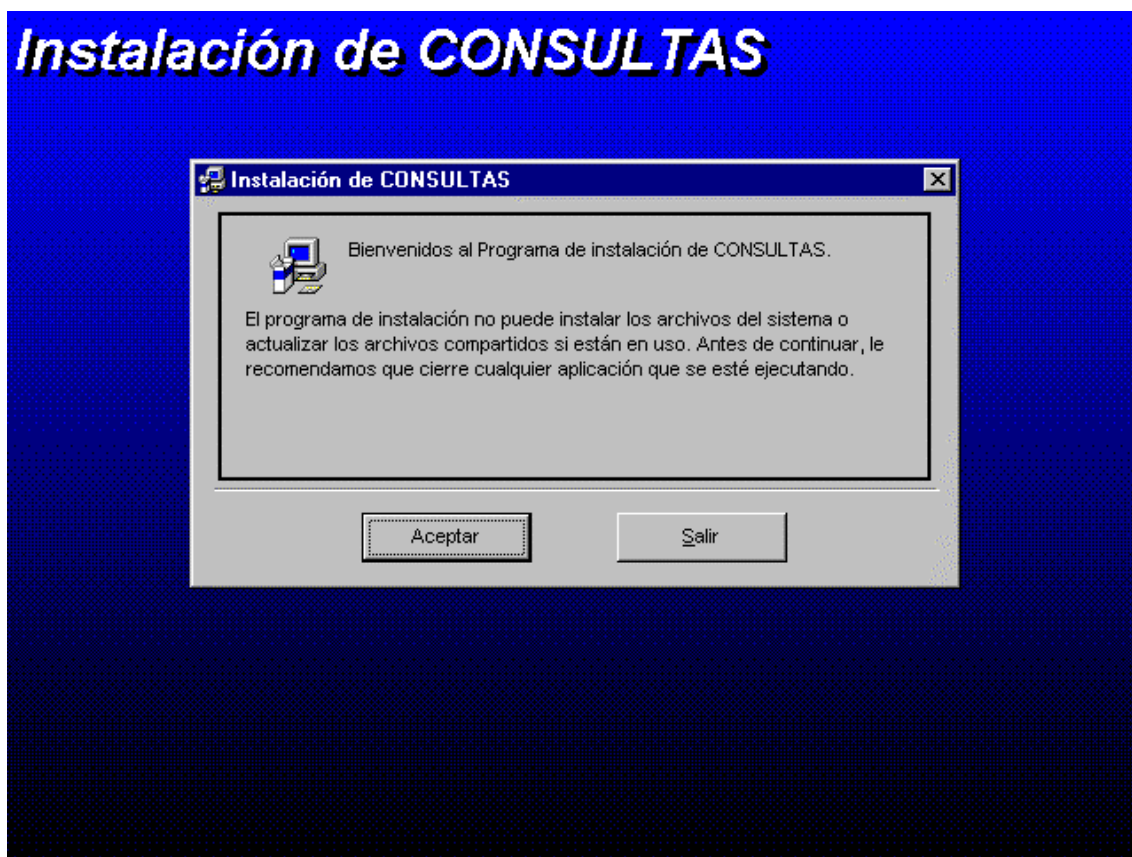 Instalación de CONSULTAS
Instalación de CONSULTAS
Bienvenidos al Programa de instalación de CONSULTAS.
El programa de instalación no puede instalar los archivos del sistema o
actualizar los archivos compartidos si están en uso. Antes de continuar, le
recomendamos que cierre cualquier aplicación que se esté ejecutando.
Aceptar
Salir